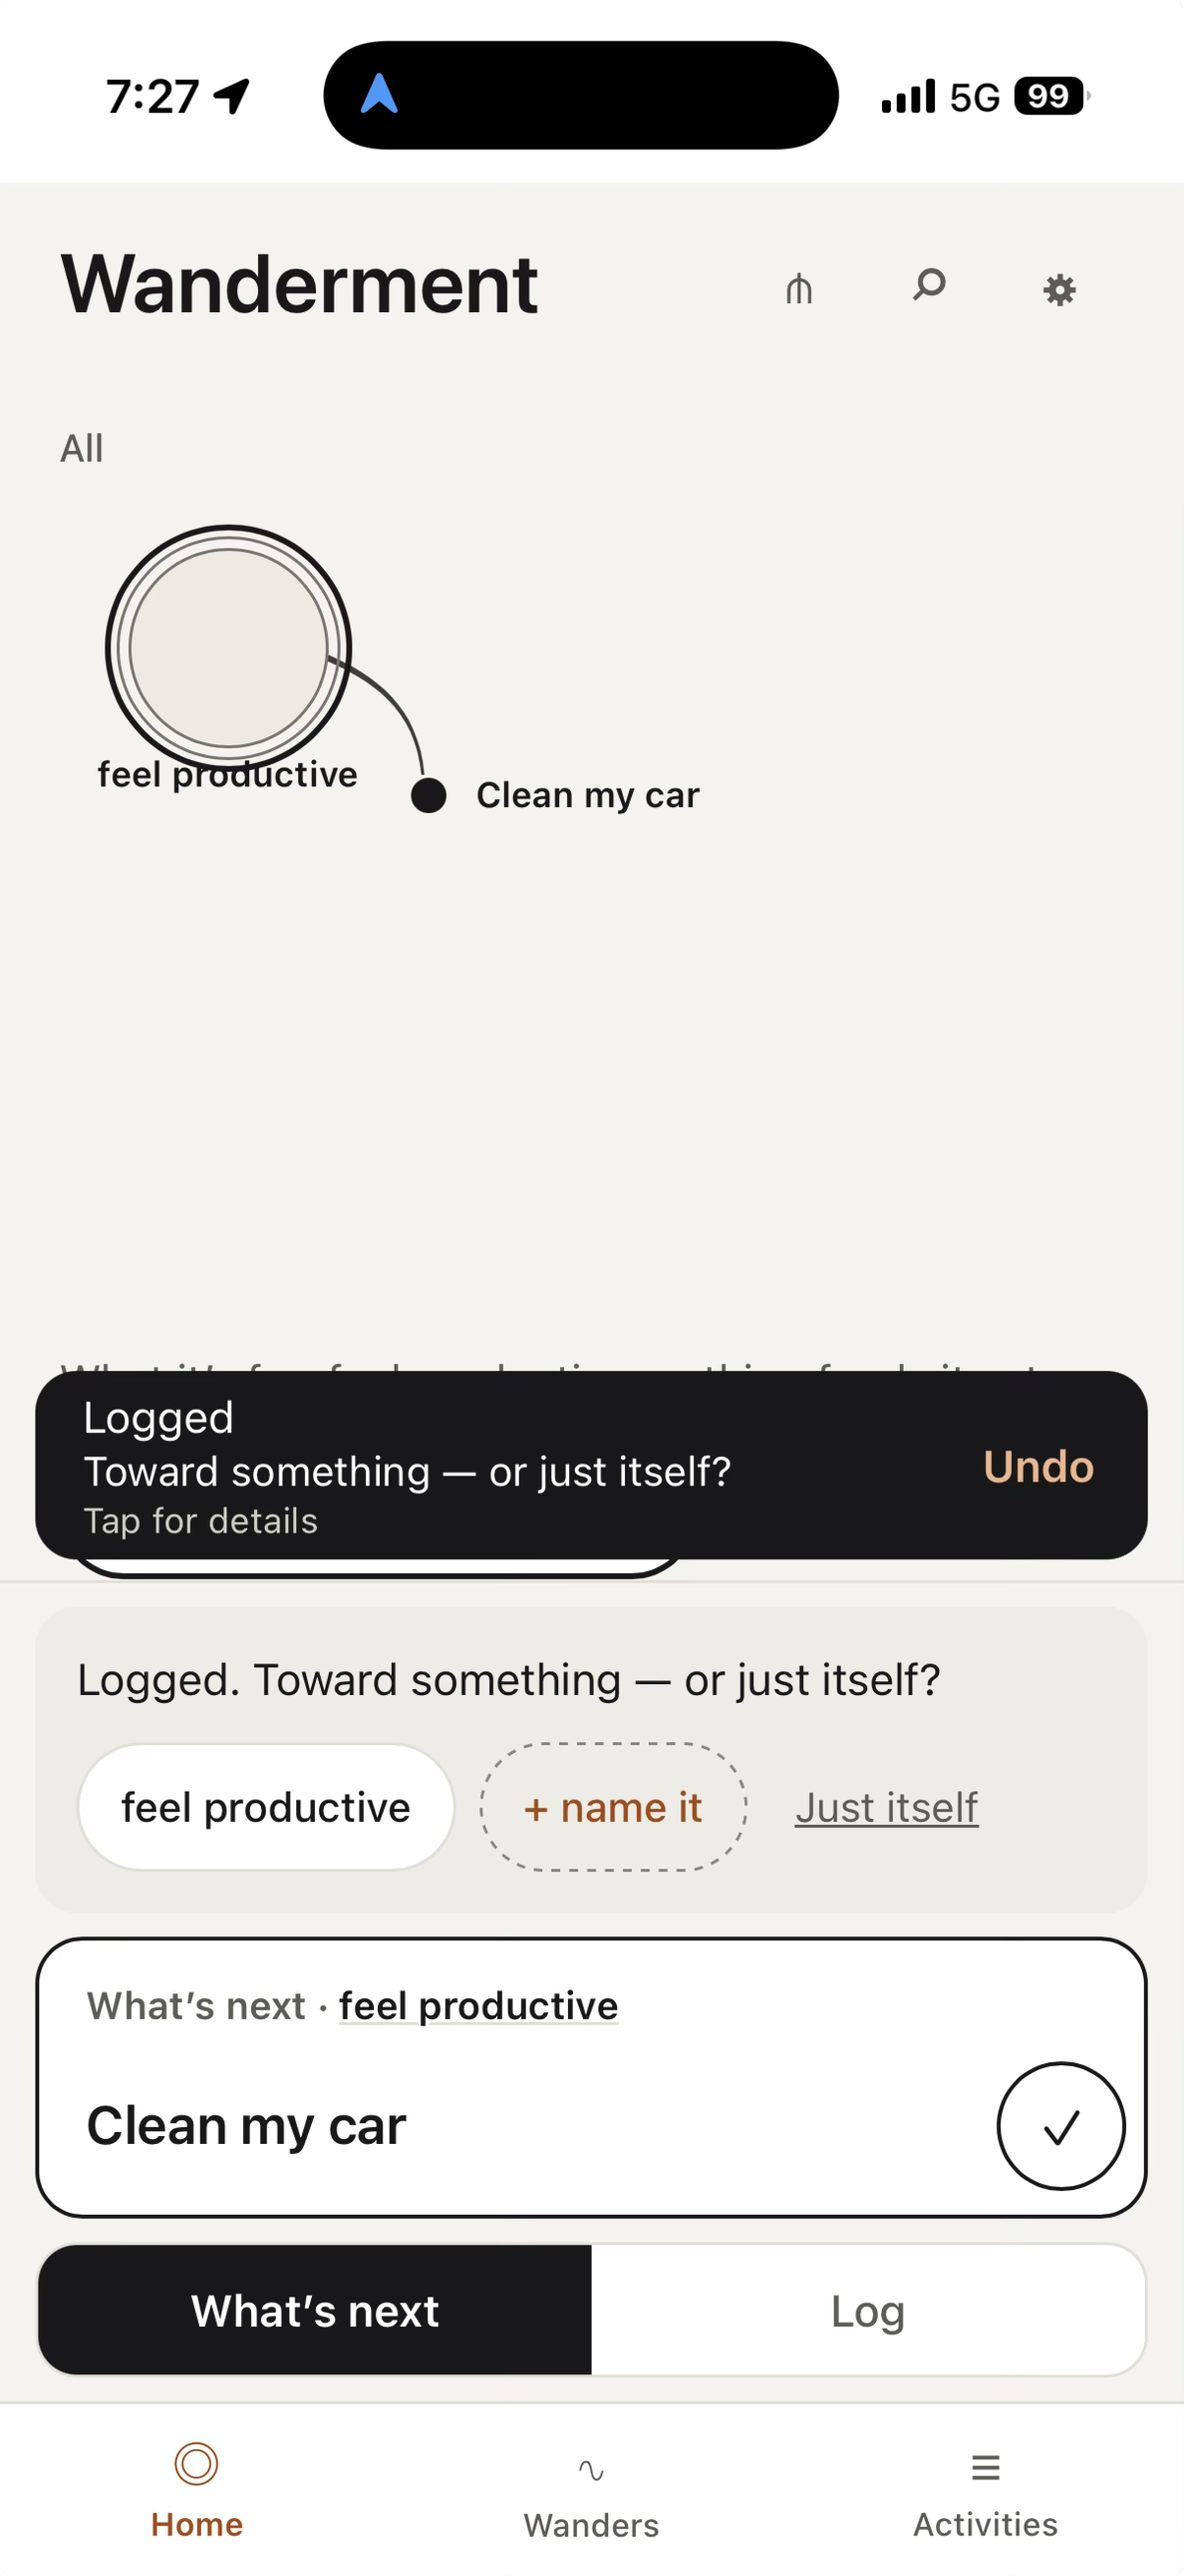 7:27
5G
99
Wanderment
All
feel productive
Clean my car
Logged
Toward something — or just itself?
Undo
Tap for details
Logged. Toward something — or just itself?
feel productive
+ name it
Just itself
What’s next · feel productive
Clean my car
What’s next
Log
Home
Wanders
Activities